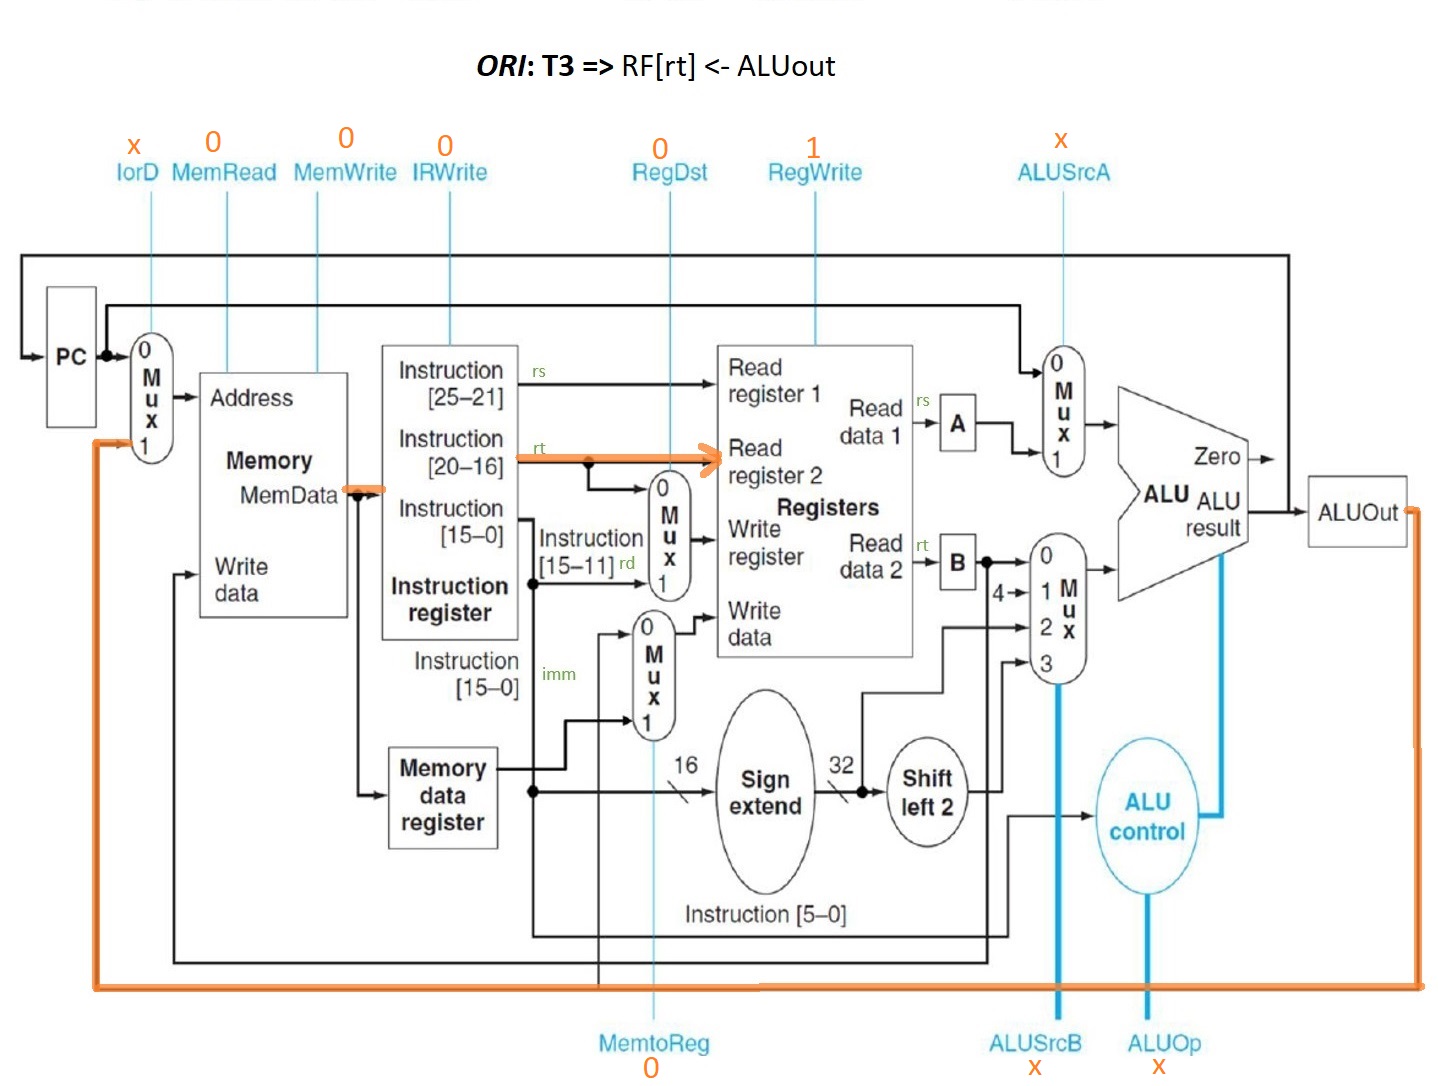 ORI: T3 => RF[rt] <- ALUout
x
0
0
0
0
1
x
IorD
MemRead
MemWrite
IRWrite
RegDst
RegWrite
ALUSrcA
PC
0
M
u
x
1
Address
Memory
MemData
Write
data
Instruction
[25–21]
Instruction
[20–16]
Instruction
[15–0]
Instruction
register
rs
rt
Instruction
[15–11] rd
0
M
u
x
1
Read
register 1
Read
register 2
Registers
Write
register
Write
data
Read
data 1
Read
data 2
rs
A
rt
B
0
M
u
x
1
4
0
1
2
3
M
u
x
Zero
ALU
ALU
result
ALUOut
Instruction
[15–0]
imm
0
M
u
x
1
Memory
data
register
16
Sign
extend
32
Shift
left 2
ALU
control
Instruction [5–0]
MemtoReg
0
ALUSrcB
x
ALUOp
x